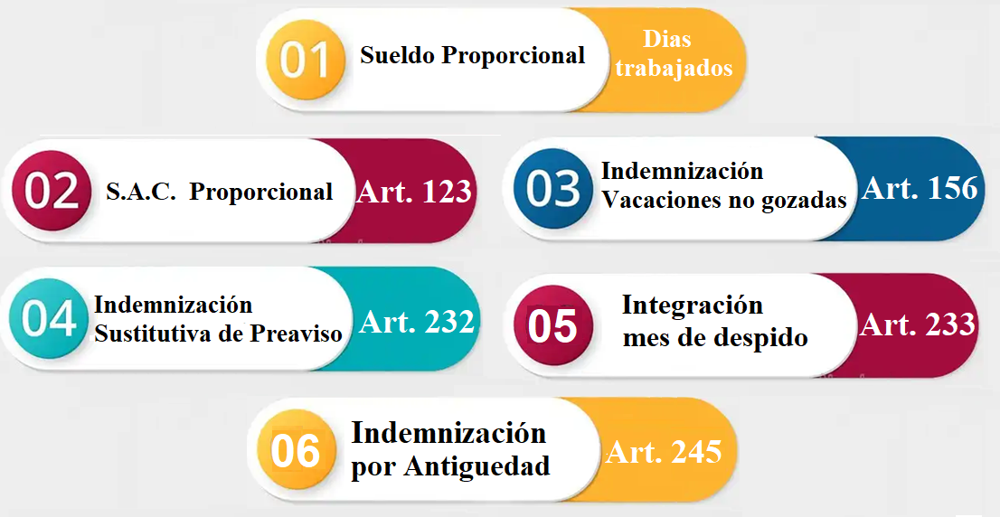 01
Sueldo Proporcional
Dias
trabajados
02
S.A.C. Proporcional
Art. 123
03
Indemnización
Vacaciones no gozadas
Art. 156
04
Indemnización
Sustitutiva de Preaviso
Art. 232
05
Integración
mes de despido
Art. 233
06
Indemnización
por Antiguedad
Art. 245